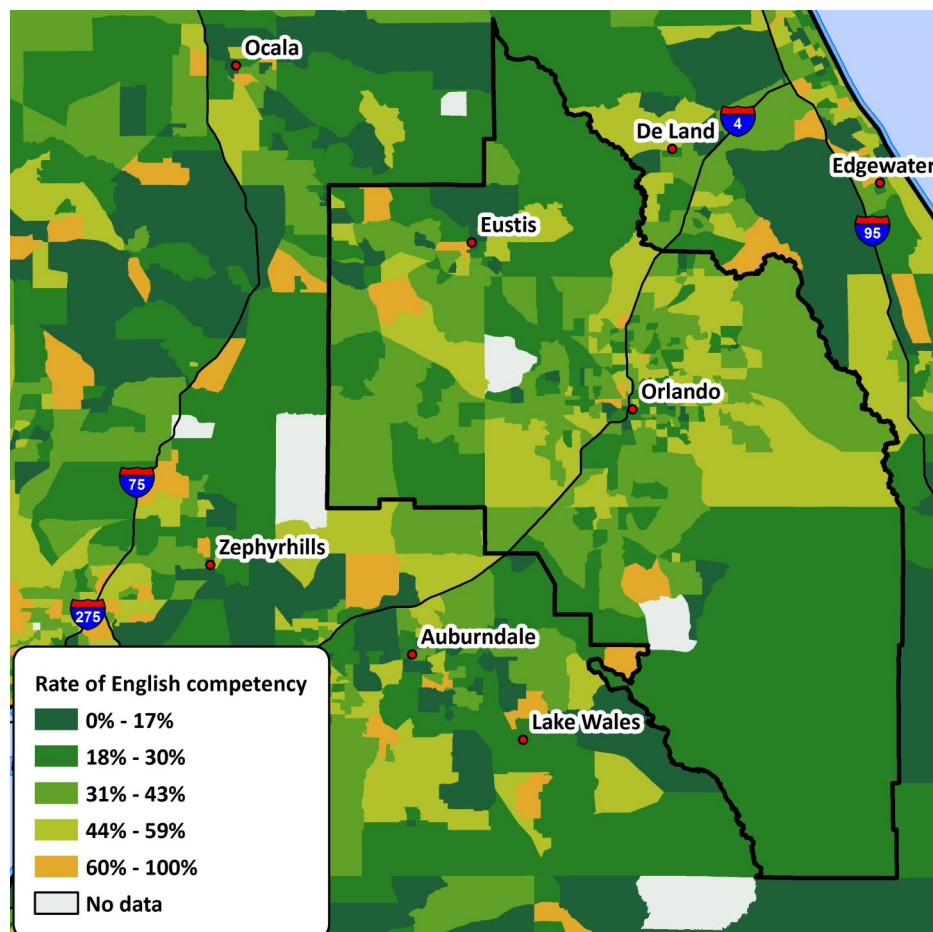 Ocala
4
De Land
Edgewater
Eustis
95
Orlando
75
Zephyrhills
275
Auburndale
Lake Wales
Rate of English competency
0% - 17%
18% - 30%
31% - 43%
44% - 59%
60% - 100%
No data